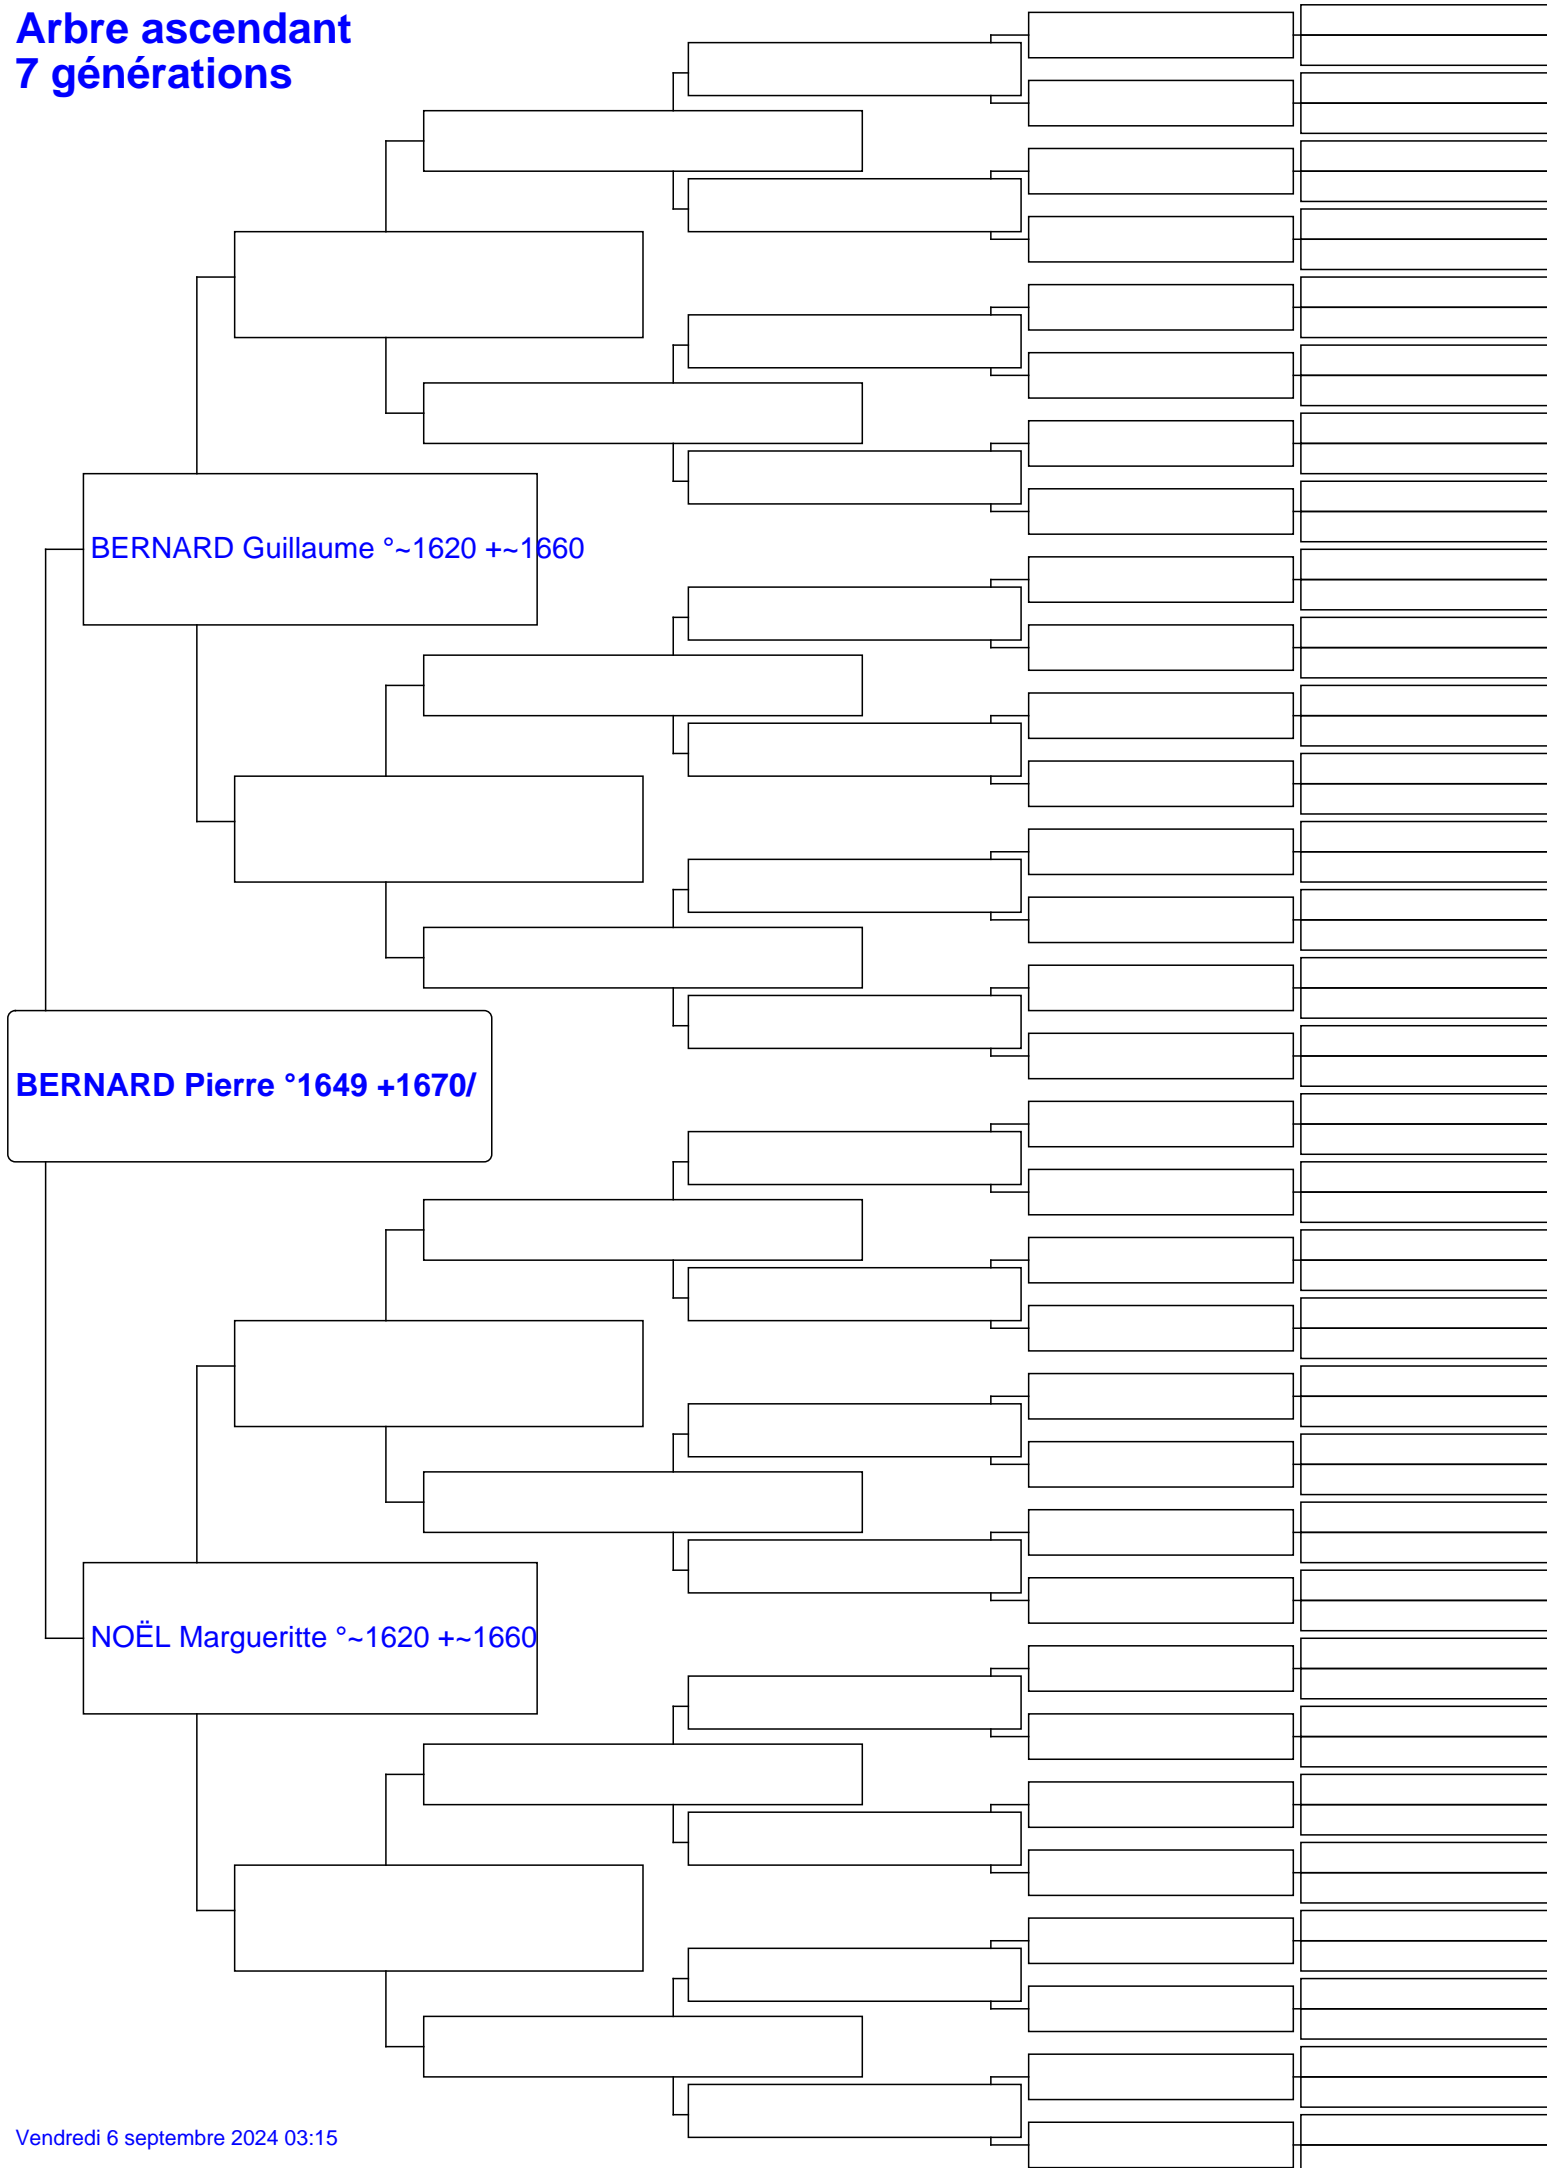 Arbre ascendant
7 générations
BERNARD Guillaume °~1620 +~1660
BERNARD Pierre °1649 +1670/
NOËL Margueritte °~1620 +~1660
Vendredi 6 septembre 2024 03:15